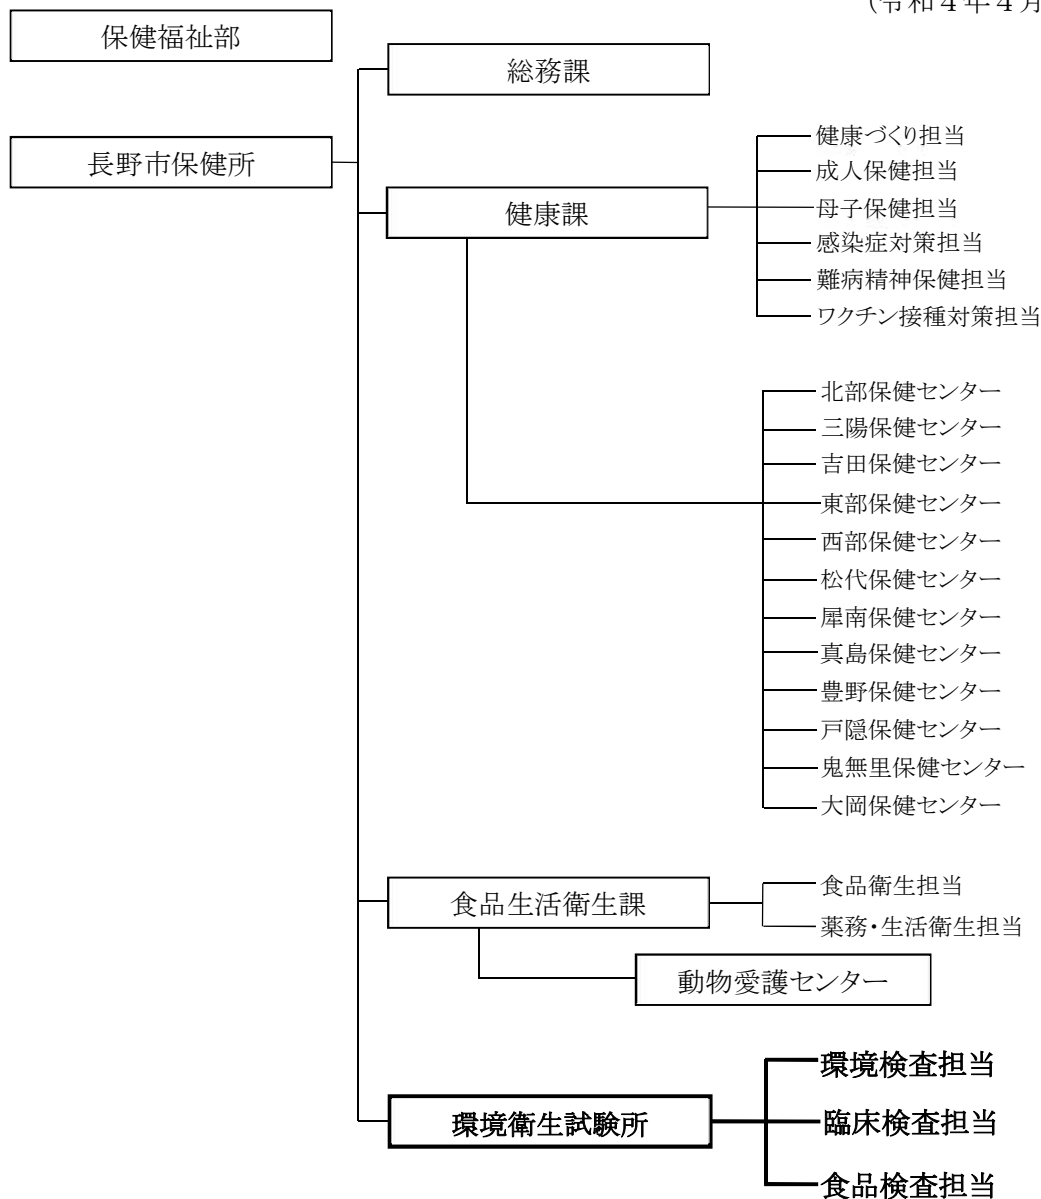 (令和4年4月
保健福祉部
総務課
長野市保健所
健康課
健康づくり担当
成人保健担当
母子保健担当
感染症対策担当
難病精神保健担当
ワクチン接種対策担当
北部保健センター
三陽保健センター
吉田保健センター
東部保健センター
西部保健センター
松代保健センター
犀南保健センター
真島保健センター
豊野保健センター
戸隠保健センター
鬼無里保健センター
大岡保健センター
食品生活衛生課
食品衛生担当
薬務・生活衛生担当
動物愛護センター
環境衛生試験所
環境検査担当
臨床検査担当
食品検査担当